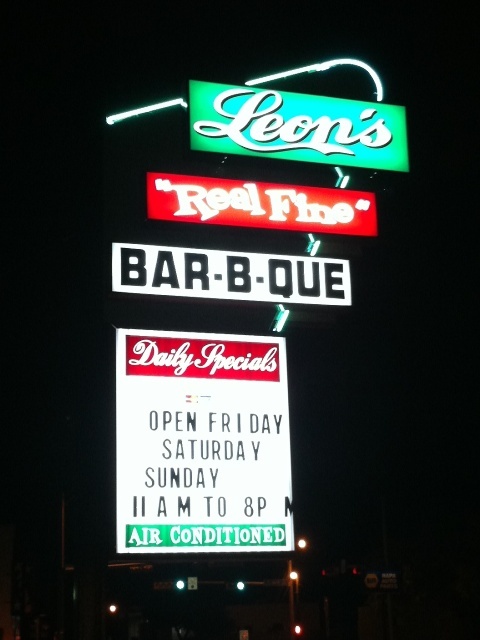 Leon's
"Real Fine"
BAR-B-QUE
Daily Specials
OPEN FRIDAY
SATURDAY
SUNDAY
11 AM TO 8P M
AIR CONDITIONED